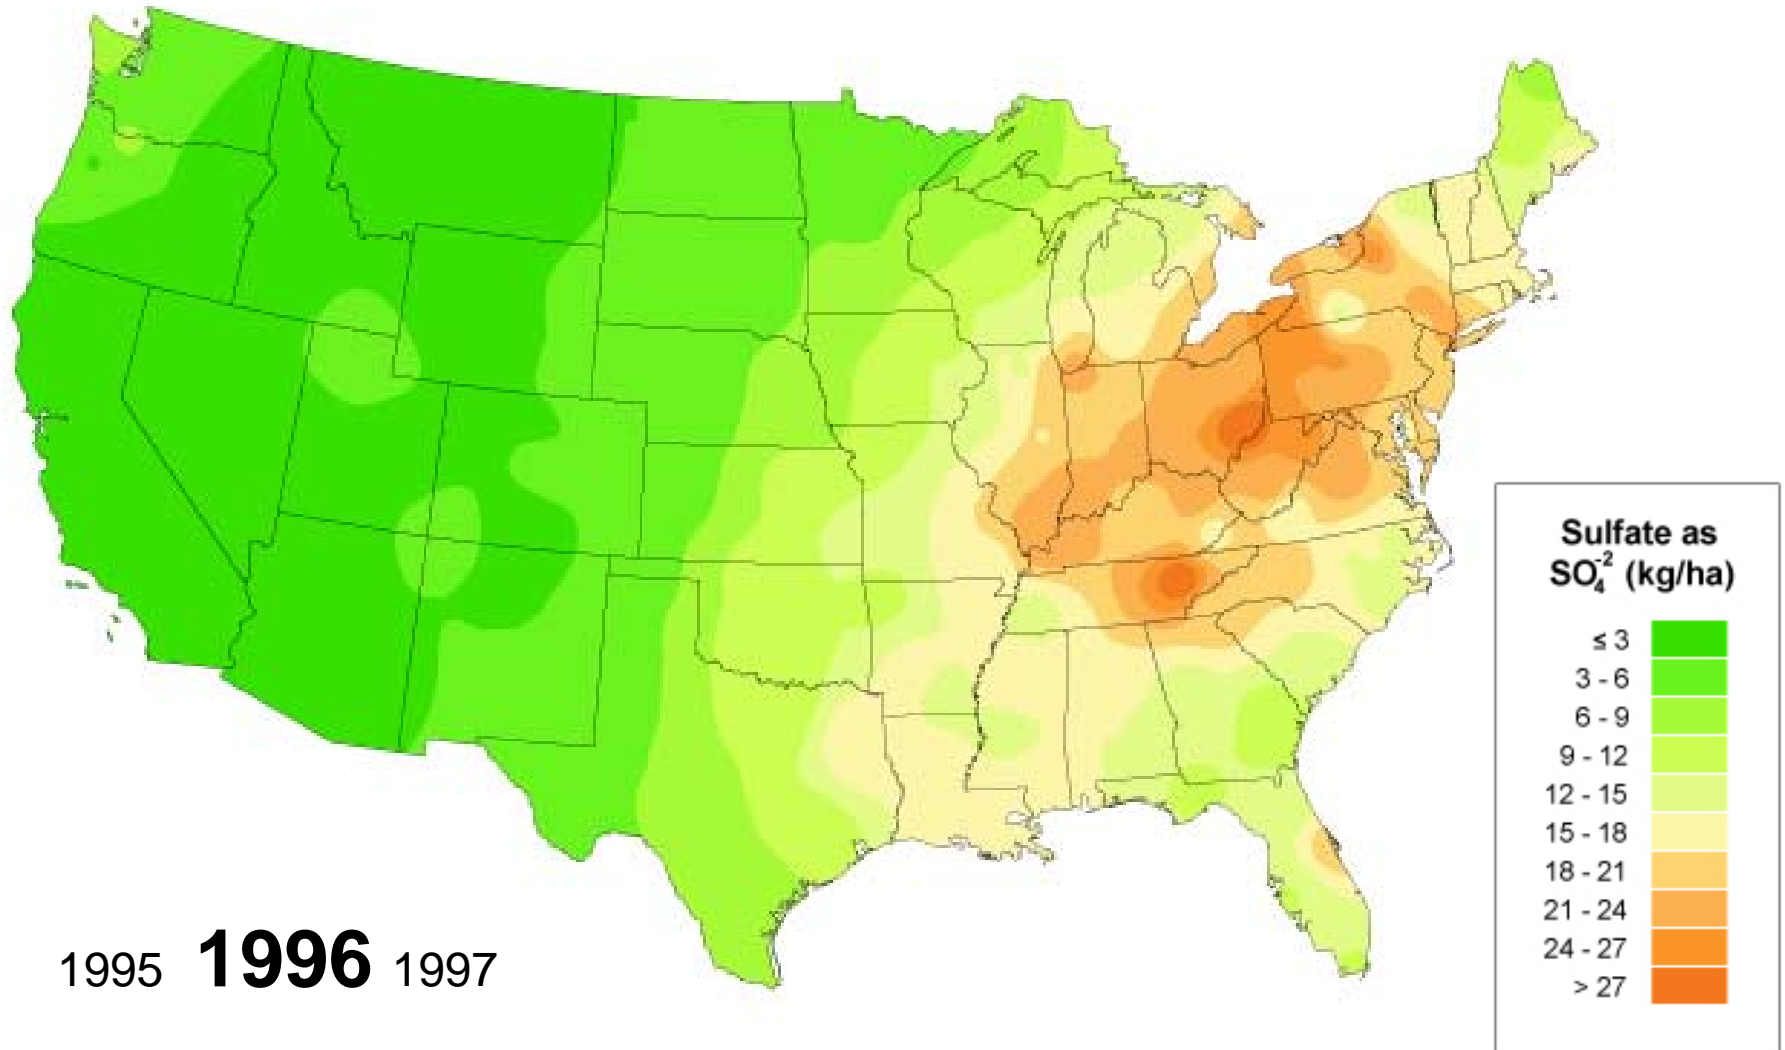 Sulfate as
SO₄⁻² (kg/ha)
≤ 3
3 - 6
6 - 9
9 - 12
12 - 15
15 - 18
18 - 21
21 - 24
24 - 27
> 27
1995 1996 1997